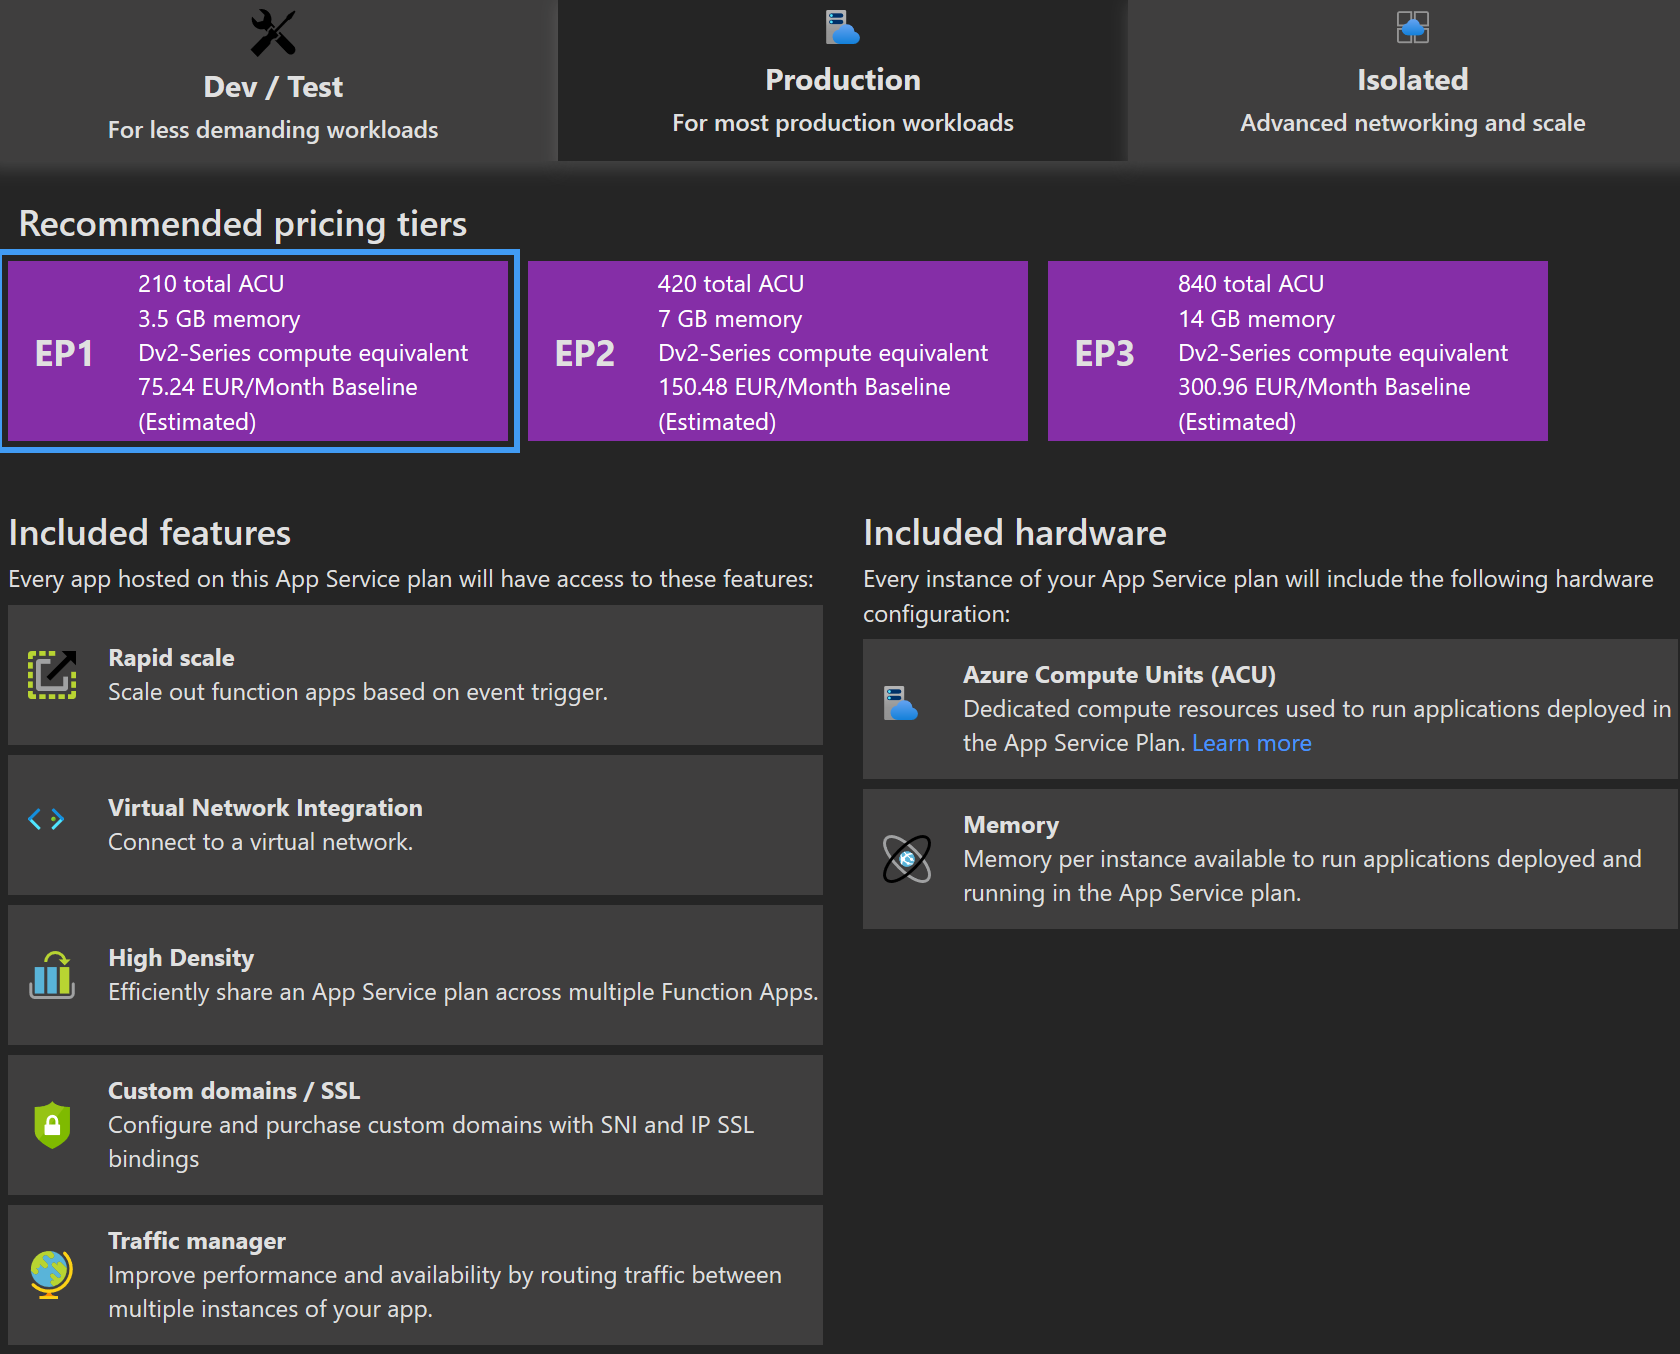 Dev / Test
For less demanding workloads
Production
For most production workloads
Isolated
Advanced networking and scale
Recommended pricing tiers
EP1
210 total ACU
3.5 GB memory
Dv2-Series compute equivalent
75.24 EUR/Month Baseline
(Estimated)
EP2
420 total ACU
7 GB memory
Dv2-Series compute equivalent
150.48 EUR/Month Baseline
(Estimated)
EP3
840 total ACU
14 GB memory
Dv2-Series compute equivalent
300.96 EUR/Month Baseline
(Estimated)
Included features
Every app hosted on this App Service plan will have access to these features:
Rapid scale
Scale out function apps based on event trigger.
Virtual Network Integration
Connect to a virtual network.
High Density
Efficiently share an App Service plan across multiple Function Apps.
Custom domains / SSL
Configure and purchase custom domains with SNI and IP SSL
bindings
Traffic manager
Improve performance and availability by routing traffic between
multiple instances of your app.
Included hardware
Every instance of your App Service plan will include the following hardware
configuration:
Azure Compute Units (ACU)
Dedicated compute resources used to run applications deployed in
the App Service Plan. Learn more
Memory
Memory per instance available to run applications deployed and
running in the App Service plan.